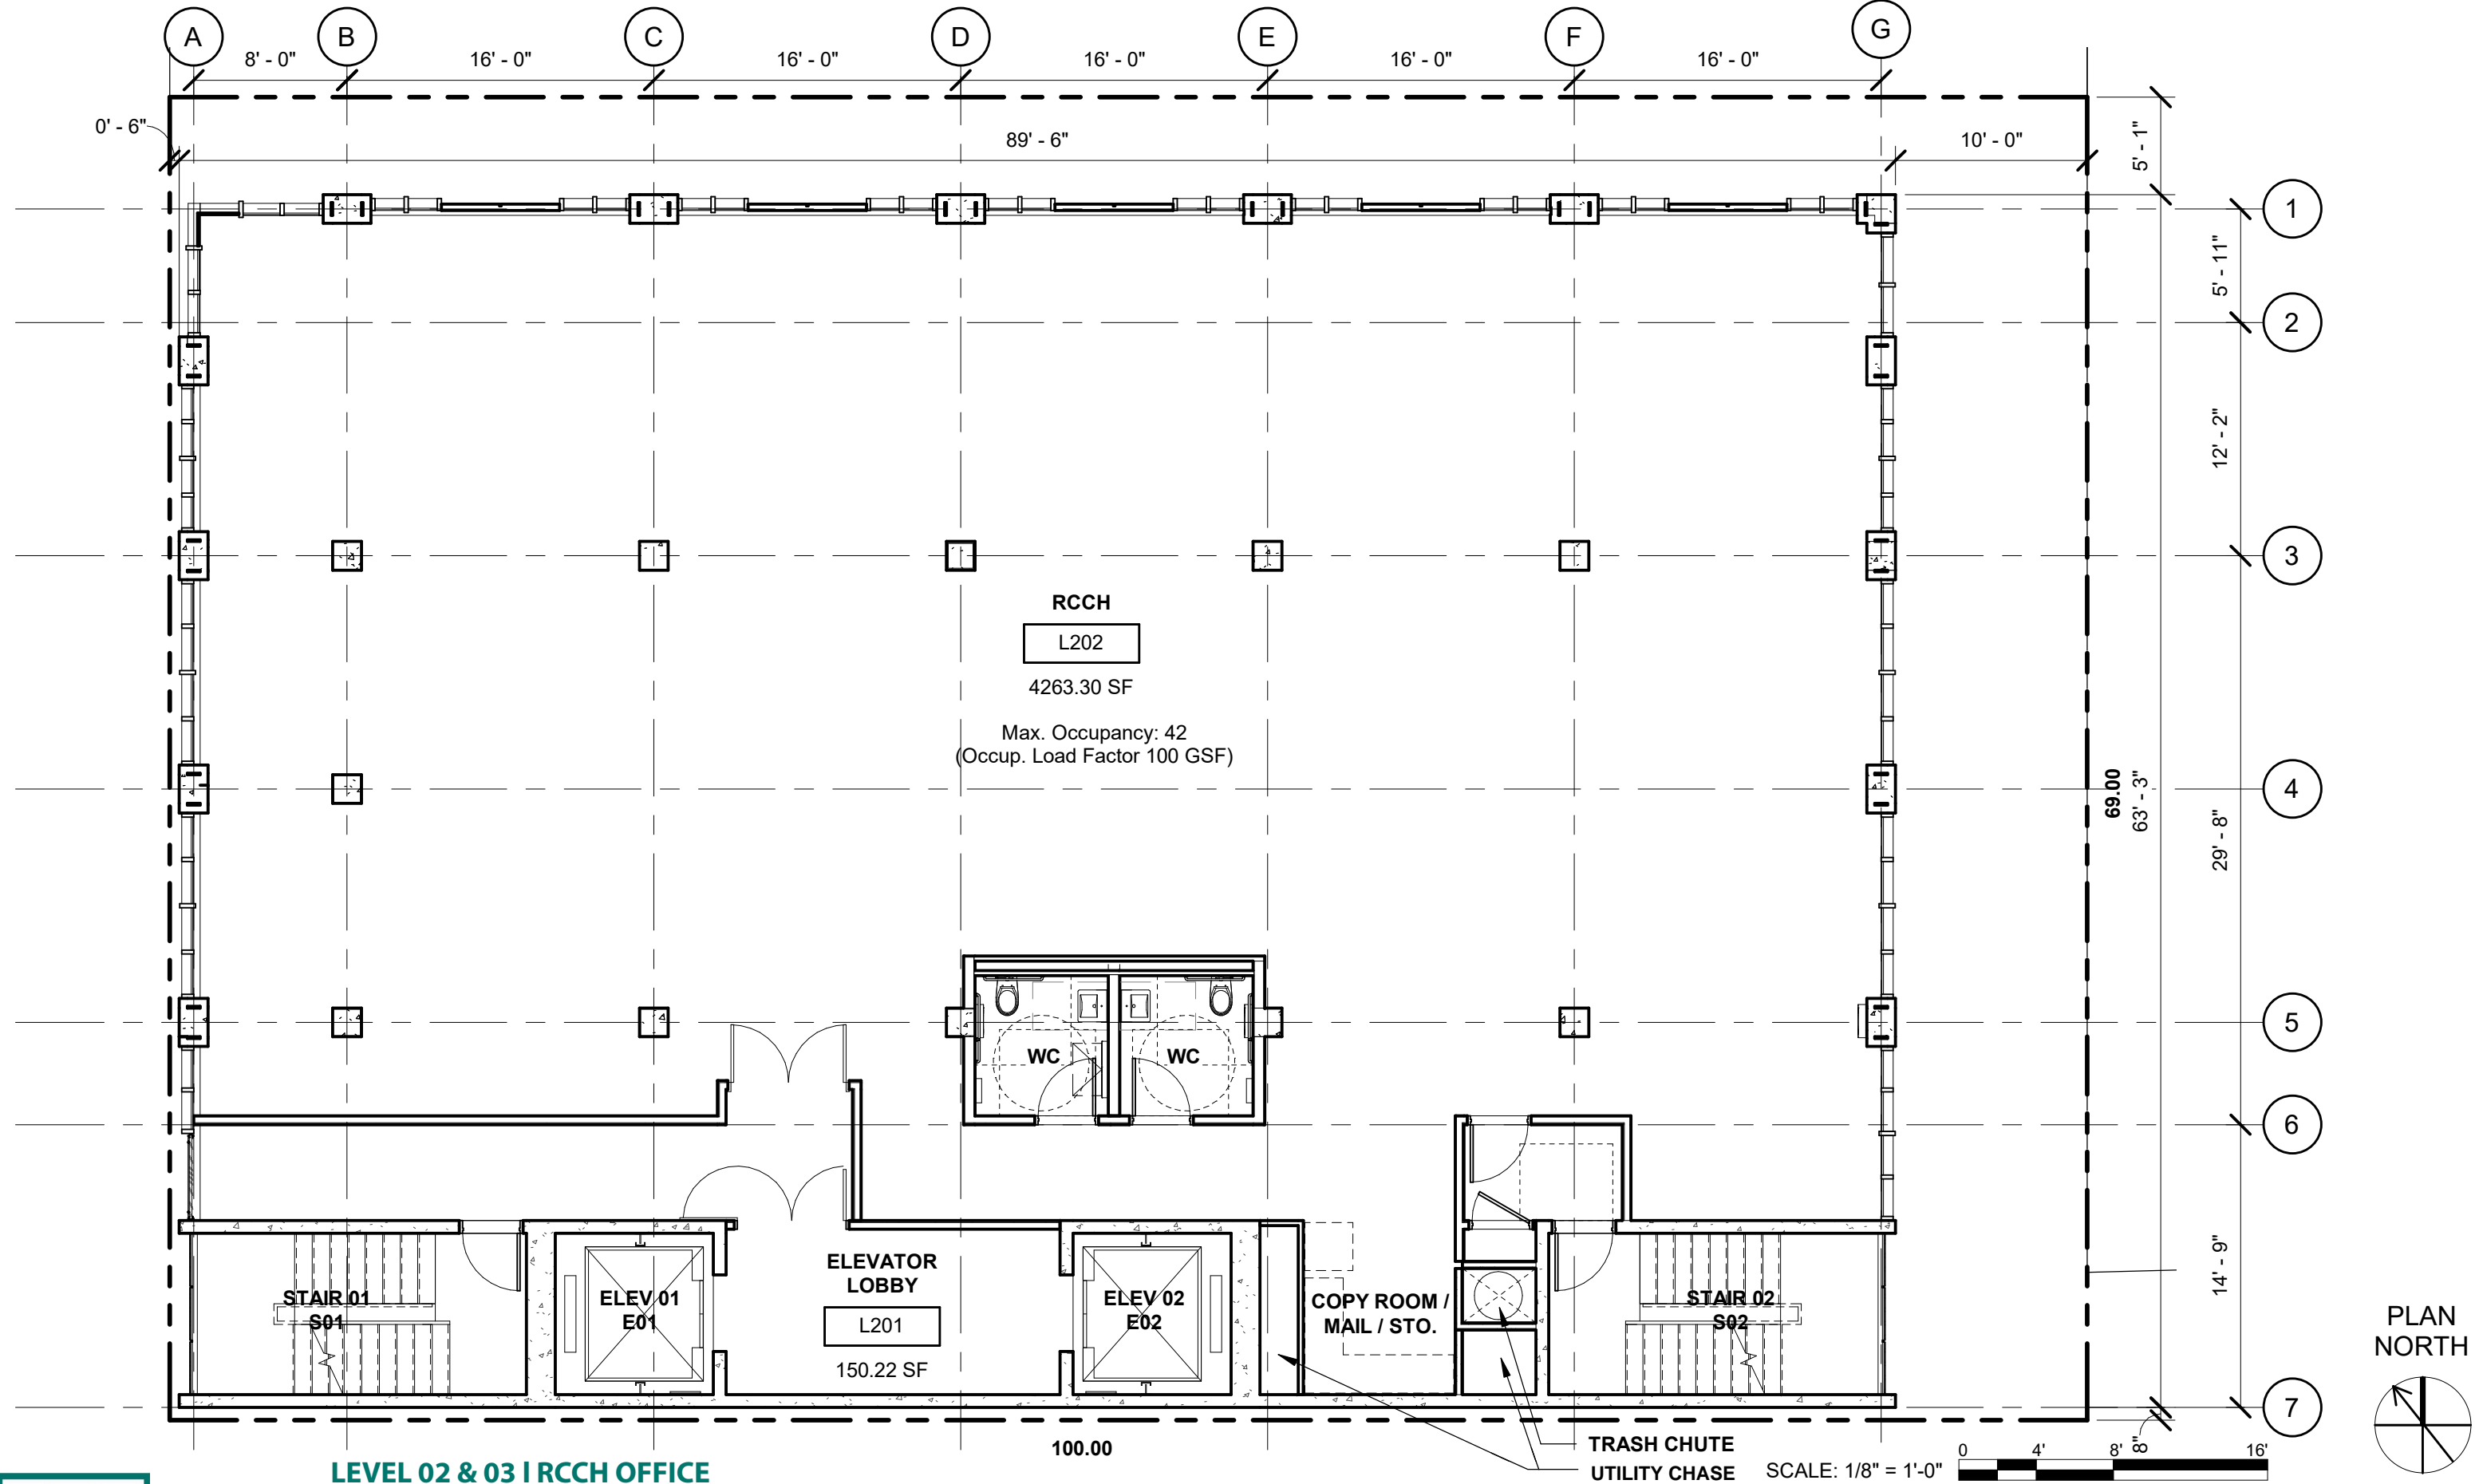 A
B
C
D
E
F
G
8' - 0"
16' - 0"
16' - 0"
16' - 0"
16' - 0"
16' - 0"
0' - 6"
89' - 6"
10' - 0"
5' - 1"
1
5' - 11"
2
12' - 2"
3
RCCH
L202
4263.30 SF
Max. Occupancy: 42
(Occup. Load Factor 100 GSF)
4
69.00
63' - 3"
29' - 8"
5
WC
WC
6
ELEVATOR
LOBBY
L201
150.22 SF
STAIR 01
S01
ELEV 01
E01
ELEV 02
E02
COPY ROOM /
MAIL / STO.
STAIR 02
S02
14' - 9"
PLAN
NORTH
7
8"
100.00
TRASH CHUTE
UTILITY CHASE
SCALE: 1/8" = 1'-0"
0 4' 8' 16'
LEVEL 02 & 03 | RCCH OFFICE